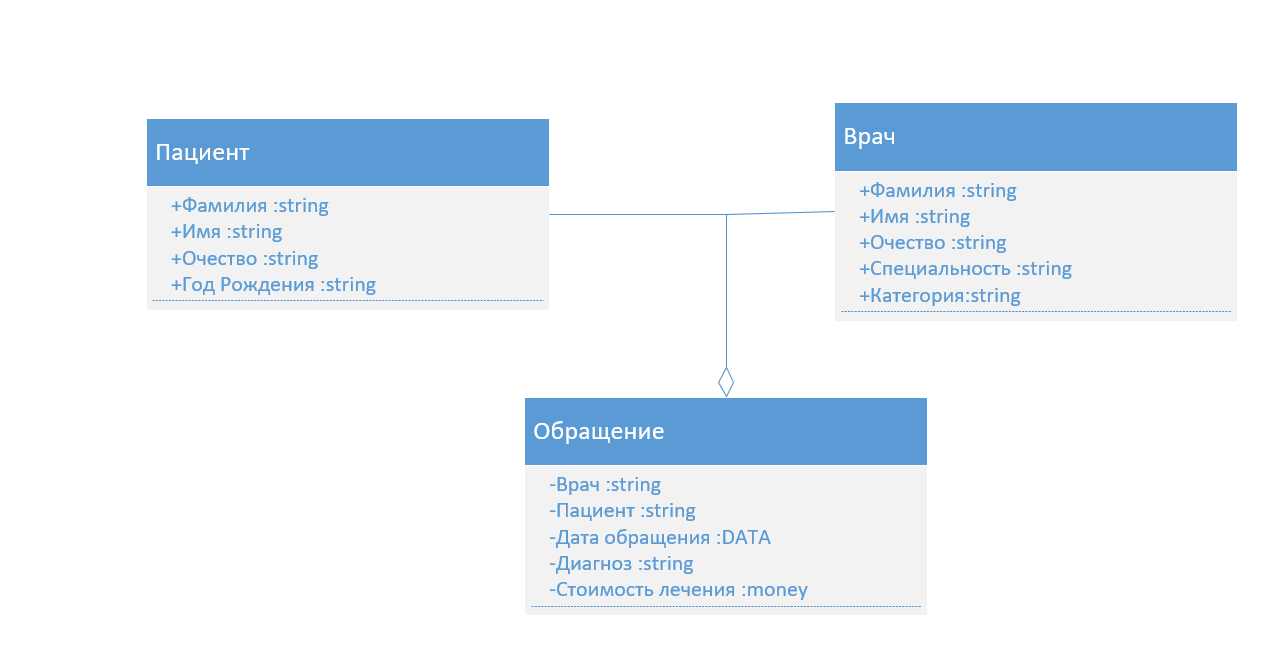 Пациент
+Фамилия :string
+Имя :string
+Очество :string
+Год Рождения :string
Врач
+Фамилия :string
+Имя :string
+Очество :string
+Специальность :string
+Категория:string
Обращение
-Врач :string
-Пациент :string
-Дата обращения :DATA
-Диагноз :string
-Стоимость лечения :money